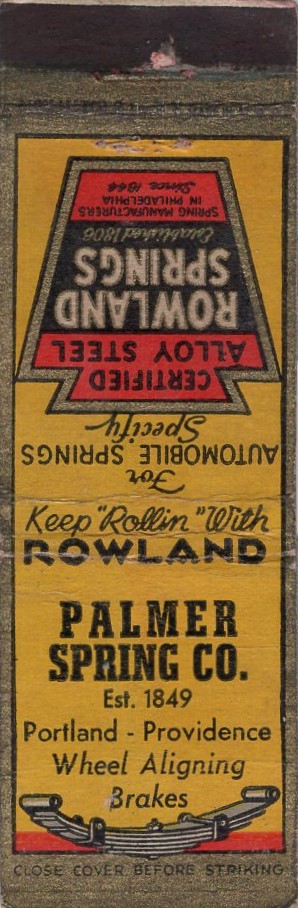 For
AUTOMOBILE SPRINGS
Specify
CERTIFIED
ALLOY STEEL
ROWLAND
SPRINGS
Established 1806
SPRING MANUFACTURERS
IN PHILADELPHIA
Since
Keep "Rollin" With
ROWLAND
PALMER
SPRING CO.
Est. 1849
Portland - Providence
Wheel Aligning
Brakes
CLOSE COVER BEFORE STRIKING